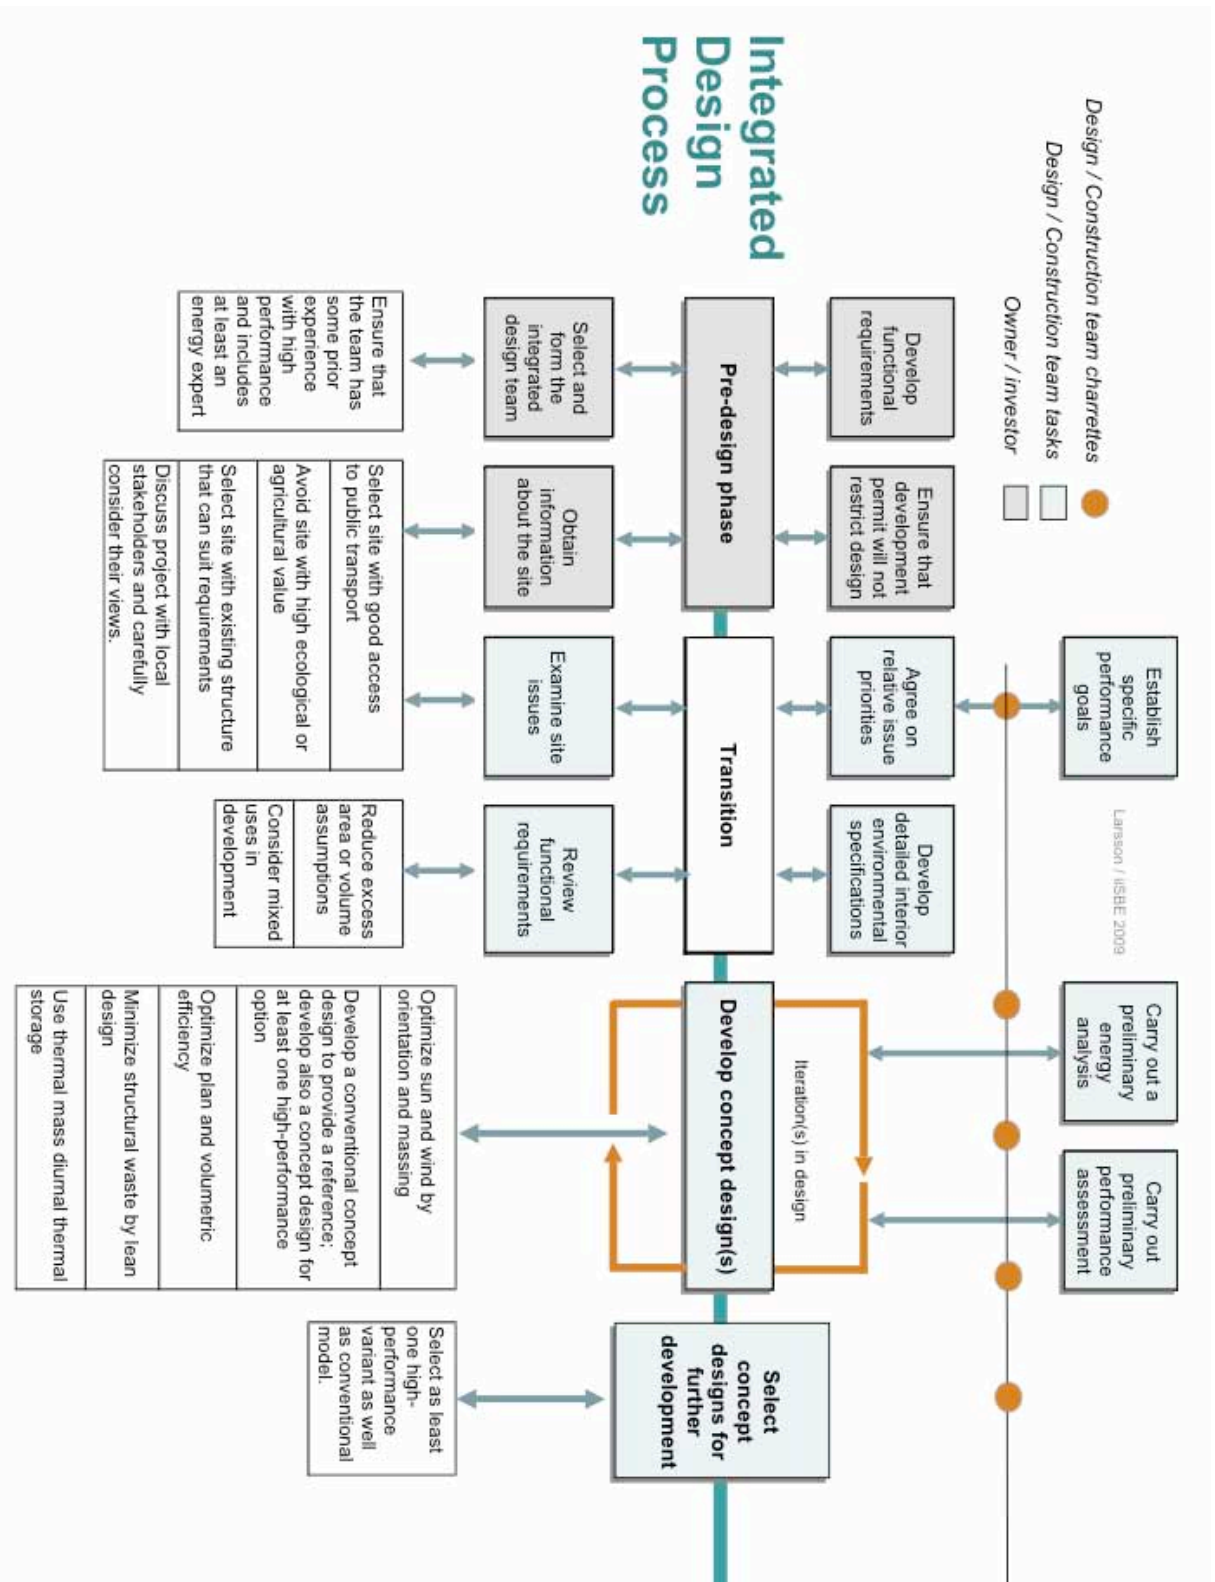 Design / Construction team charrettes
Design / Construction team tasks
Owner / investor
Integrated
Design
Process
Establish
specific
performance
goals
Larsson / iiSBE 2009
Carry out a
preliminary
energy
analysis
Carry out
preliminary
performance
assessment
Develop
functional
requirements
Ensure that
development
permit will not
restrict design
Agree on
relative issue
priorities
Develop
detailed interior
environmental
specifications
Iteration(s) in design
Pre-design phase
Transition
Develop concept design(s)
Select
concept
designs for
further
development
Select and
form the
integrated
design team
Obtain
information
about the site
Examine site
issues
Review
functional
requirements
Ensure that
the team has
some prior
experience
with high
performance
and includes
at least an
energy expert
Select site with good access
to public transport
Avoid site with high ecological or
agricultural value
Select site with existing structure
that can suit requirements
Discuss project with local
stakeholders and carefully
consider their views.
Reduce excess
area or volume
assumptions
Consider mixed
uses in
development
Optimize sun and wind by
orientation and massing
Develop a conventional concept
design to provide a reference;
develop also a concept design for
at least one high-performance
option
Optimize plan and volumetric
efficiency
Minimize structural waste by lean
design
Use thermal mass diurnal thermal
storage
Select as least
one high-
performance
variant as well
as conventional
model.